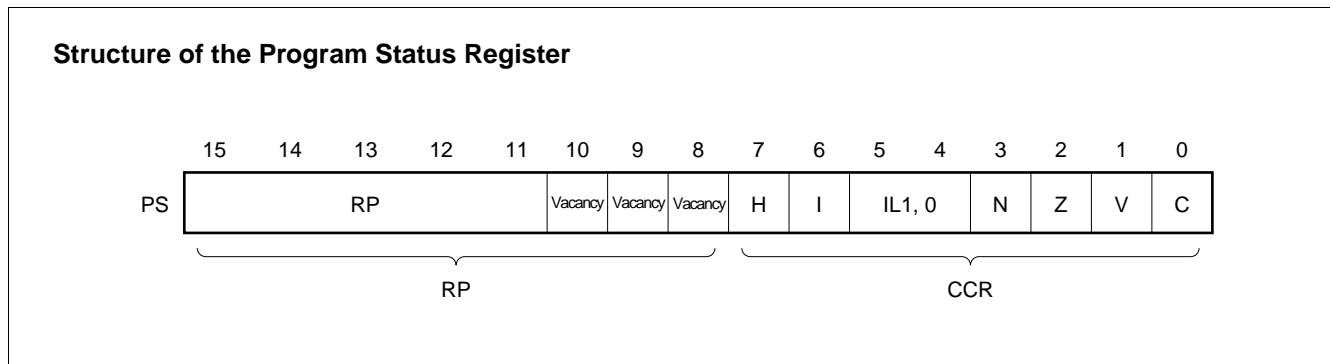 Structure of the Program Status Register
15 14 13 12 11 10 9 8 7 6 5 4 3 2 1 0
PS RP Vacancy Vacancy Vacancy H I IL1, 0 N Z V C
RP CCR